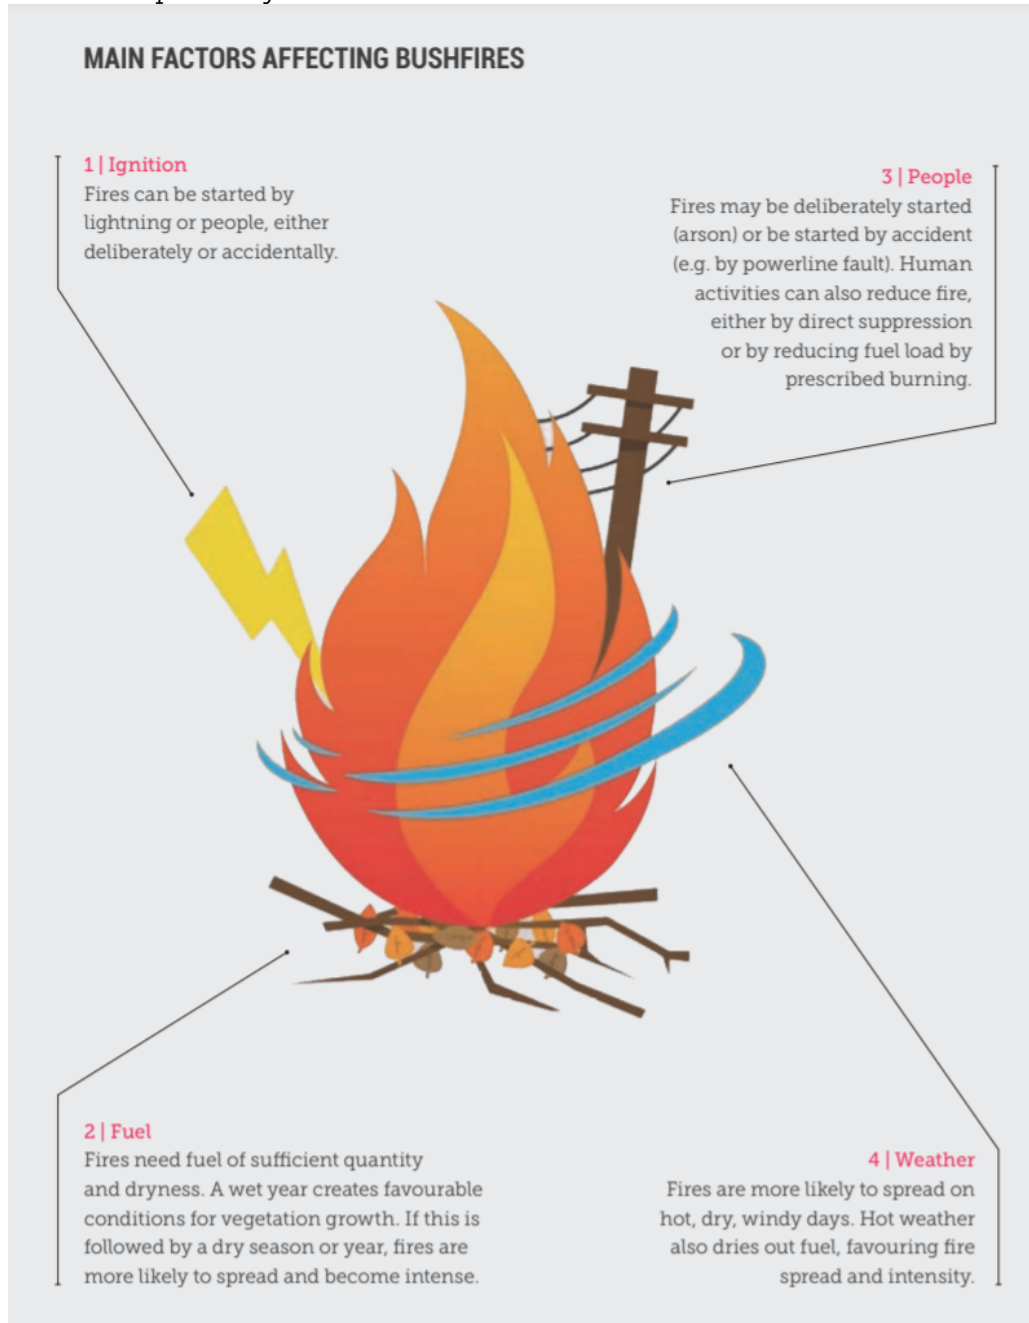 MAIN FACTORS AFFECTING BUSHFIRES
1 | Ignition
Fires can be started by
lightning or people, either
deliberately or accidentally.
3 | People
Fires may be deliberately started
(arson) or be started by accident
(e.g. by powerline fault). Human
activities can also reduce fire,
either by direct suppression
or by reducing fuel load by
prescribed burning.
2 | Fuel
Fires need fuel of sufficient quantity
and dryness. A wet year creates favourable
conditions for vegetation growth. If this is
followed by a dry season or year, fires are
more likely to spread and become intense.
4 | Weather
Fires are more likely to spread on
hot, dry, windy days. Hot weather
also dries out fuel, favouring fire
spread and intensity.